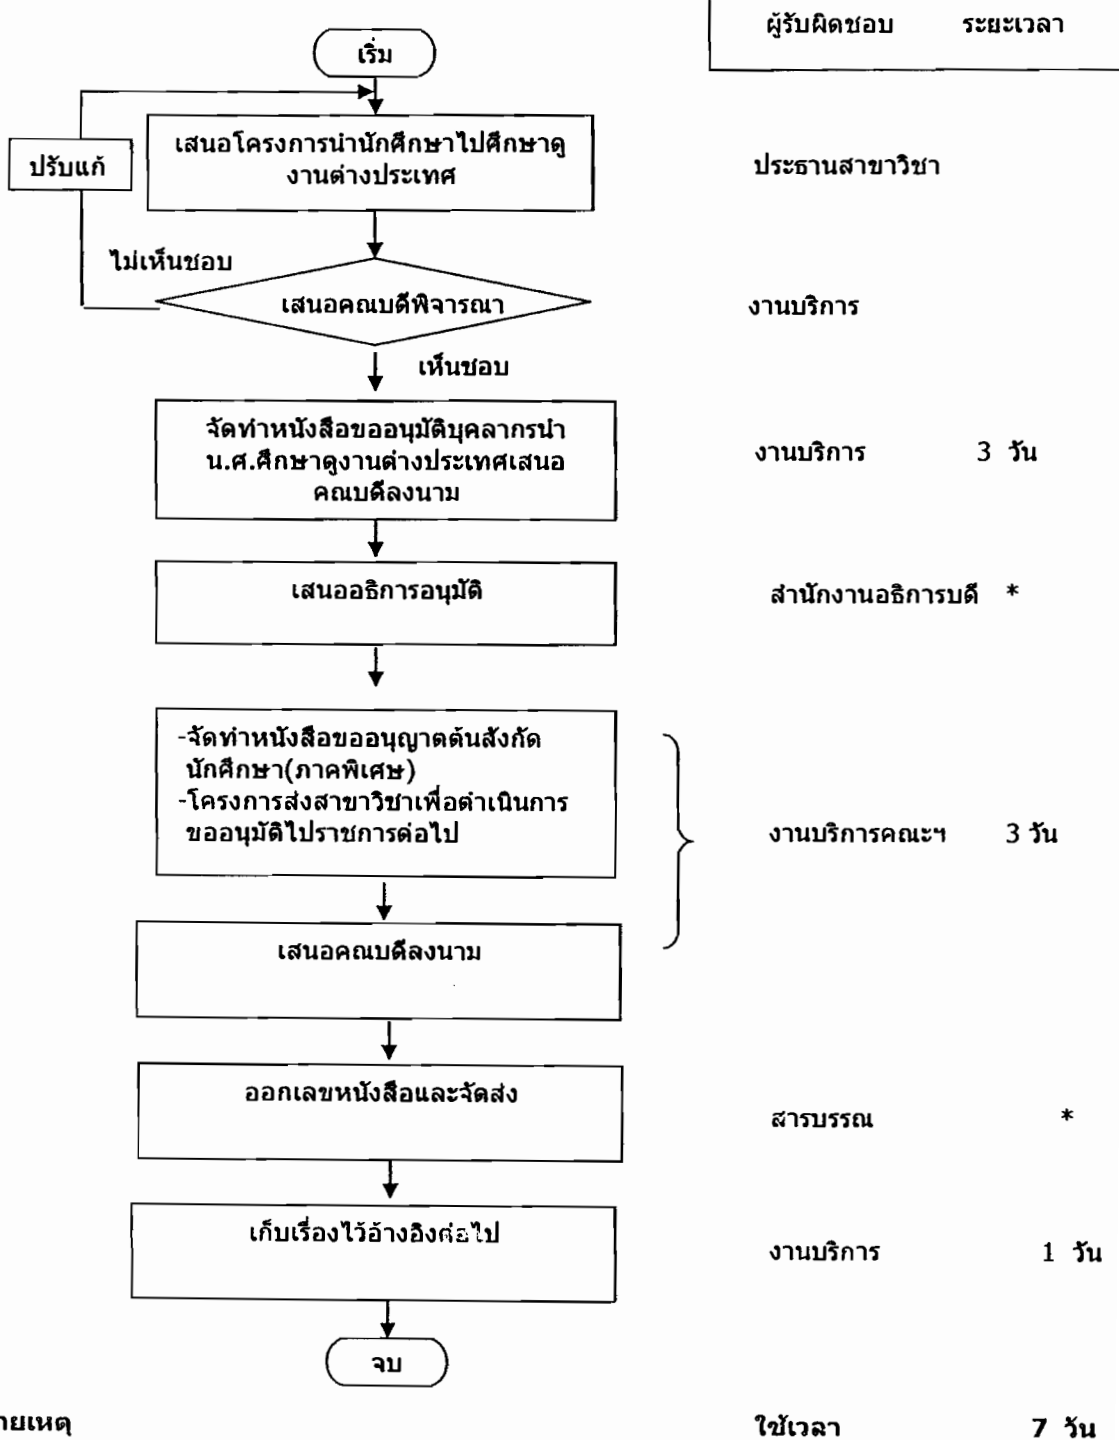 ผู้รับผิดชอบ ระยะเวลา
เริ่ม
เสนอโครงการนำนักศึกษาไปศึกษาดู
งานต่างประเทศ
ประธานสาขาวิชา
ปรับแก้
ไม่เห็นชอบ
เสนอคณบดีพิจารณา
งานบริการ
เห็นชอบ
จัดทำหนังสือขออนุมัติบุคลากรนำ
น.ศ.ศึกษาดูงานต่างประเทศเสนอ
คณบดีลงนาม
งานบริการ 3 วัน
เสนออธิการอนุมัติ
สำนักงานอธิการบดี *
-จัดทำหนังสือขออนุญาตต้นสังกัด
นักศึกษา(ภาคพิเศษ)
-โครงการส่งสาขาวิชาเพื่อดำเนินการ
ขออนุมัติไปราชการต่อไป
งานบริการคณะฯ 3 วัน
เสนอคณบดีลงนาม
ออกเลขหนังสือและจัดส่ง
สารบรรณ *
เก็บเรื่องไว้อ้างอิงต่อไป
งานบริการ 1 วัน
จบ
ายเหตุ
ใช้เวลา 7 วัน